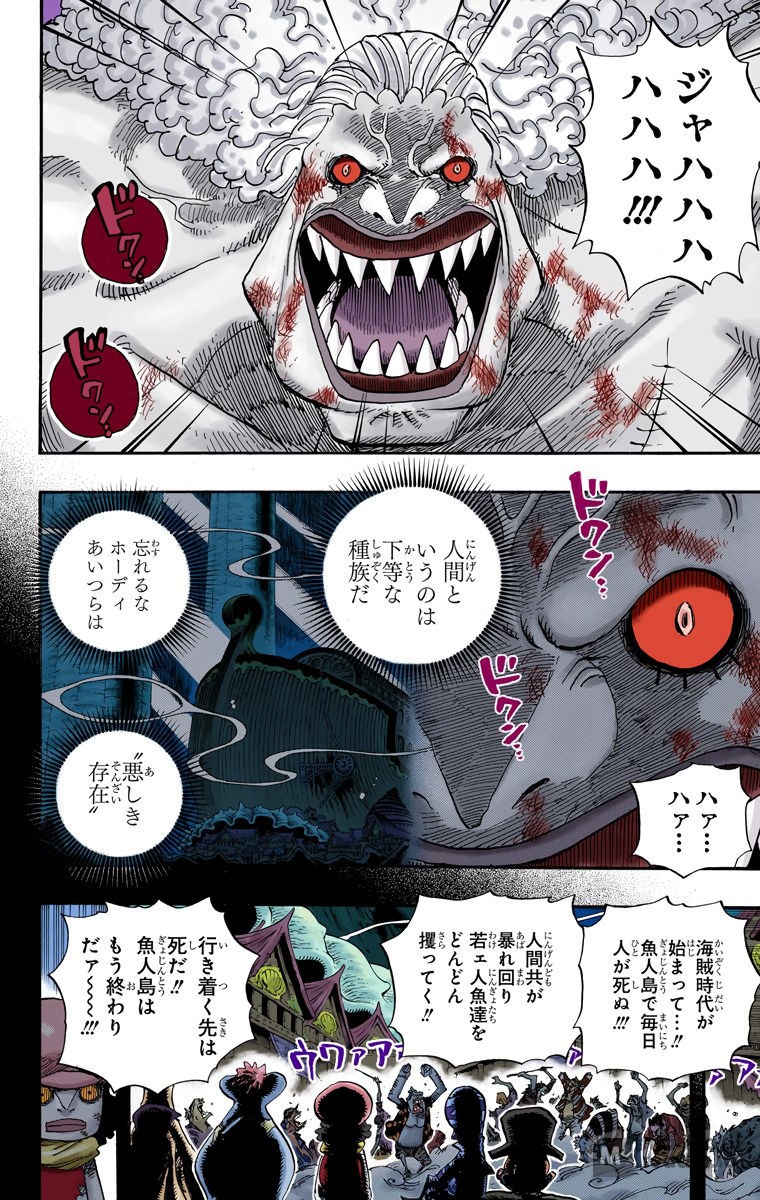 ジャハハハ
ハハハ!!!
ドクン…
ドクン…
ドクン…
人間と
いうのは
下等な
種族だ
忘れるな
ホーディ
あいつらは
ドクン…
ハァ…
ハァ…
“悪しき
存在”
海賊時代が
始まって…!!
魚人島で毎日
人が死ぬ!!!
人間共が
暴れ回り
若ェ人魚達を
どんどん
攫ってく!!
ウワァアア
行き着く先は
死だ!!
魚人島は
もう終わり
だァ〜〜〜!!!